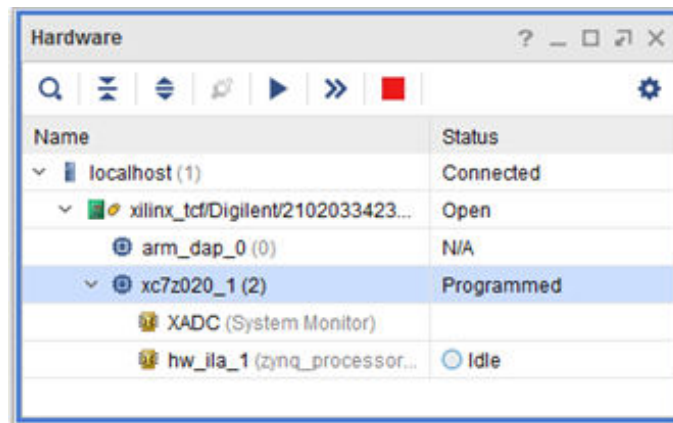 Hardware
Name Status
localhost (1) Connected
xilinx_tcf/Digilent/2102033423... Open
arm_dap_0 (0) N/A
xc7z020_1 (2) Programmed
XADC (System Monitor)
hw_ila_1 (zynq_processor... Idle